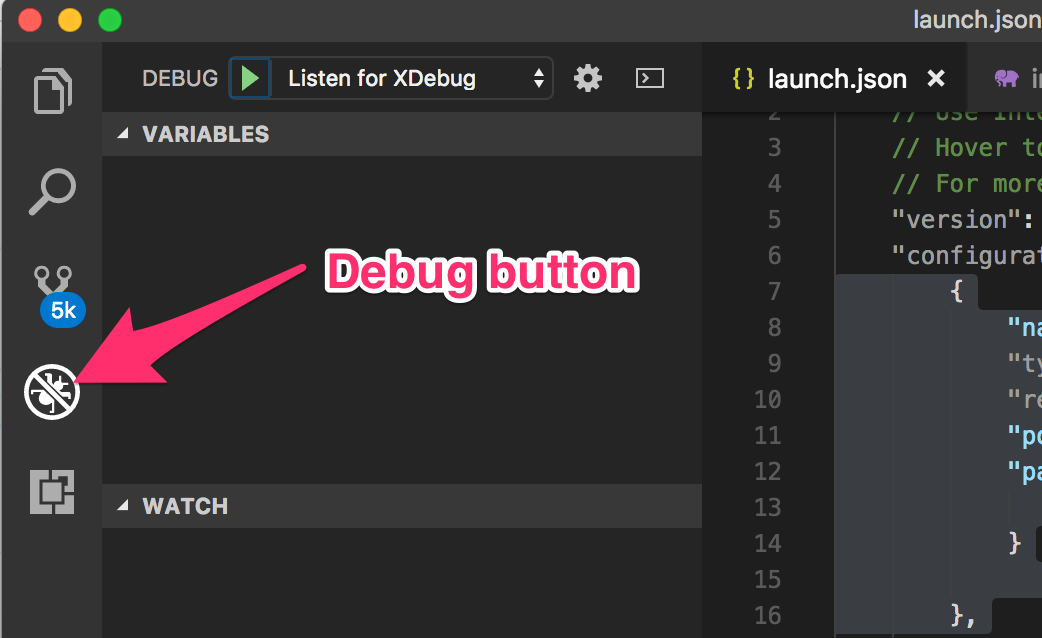 launch.json
DEBUG Listen for XDebug
{ } launch.json ×
VARIABLES
WATCH
Debug button
5k
2 // Use Inte
3 // Hover to
4 // For more
5 "version":
6 "configurat
7 {
8 "na
9 "ty
10 "re
11 "po
12 "pa
13
14 }
15
16 },